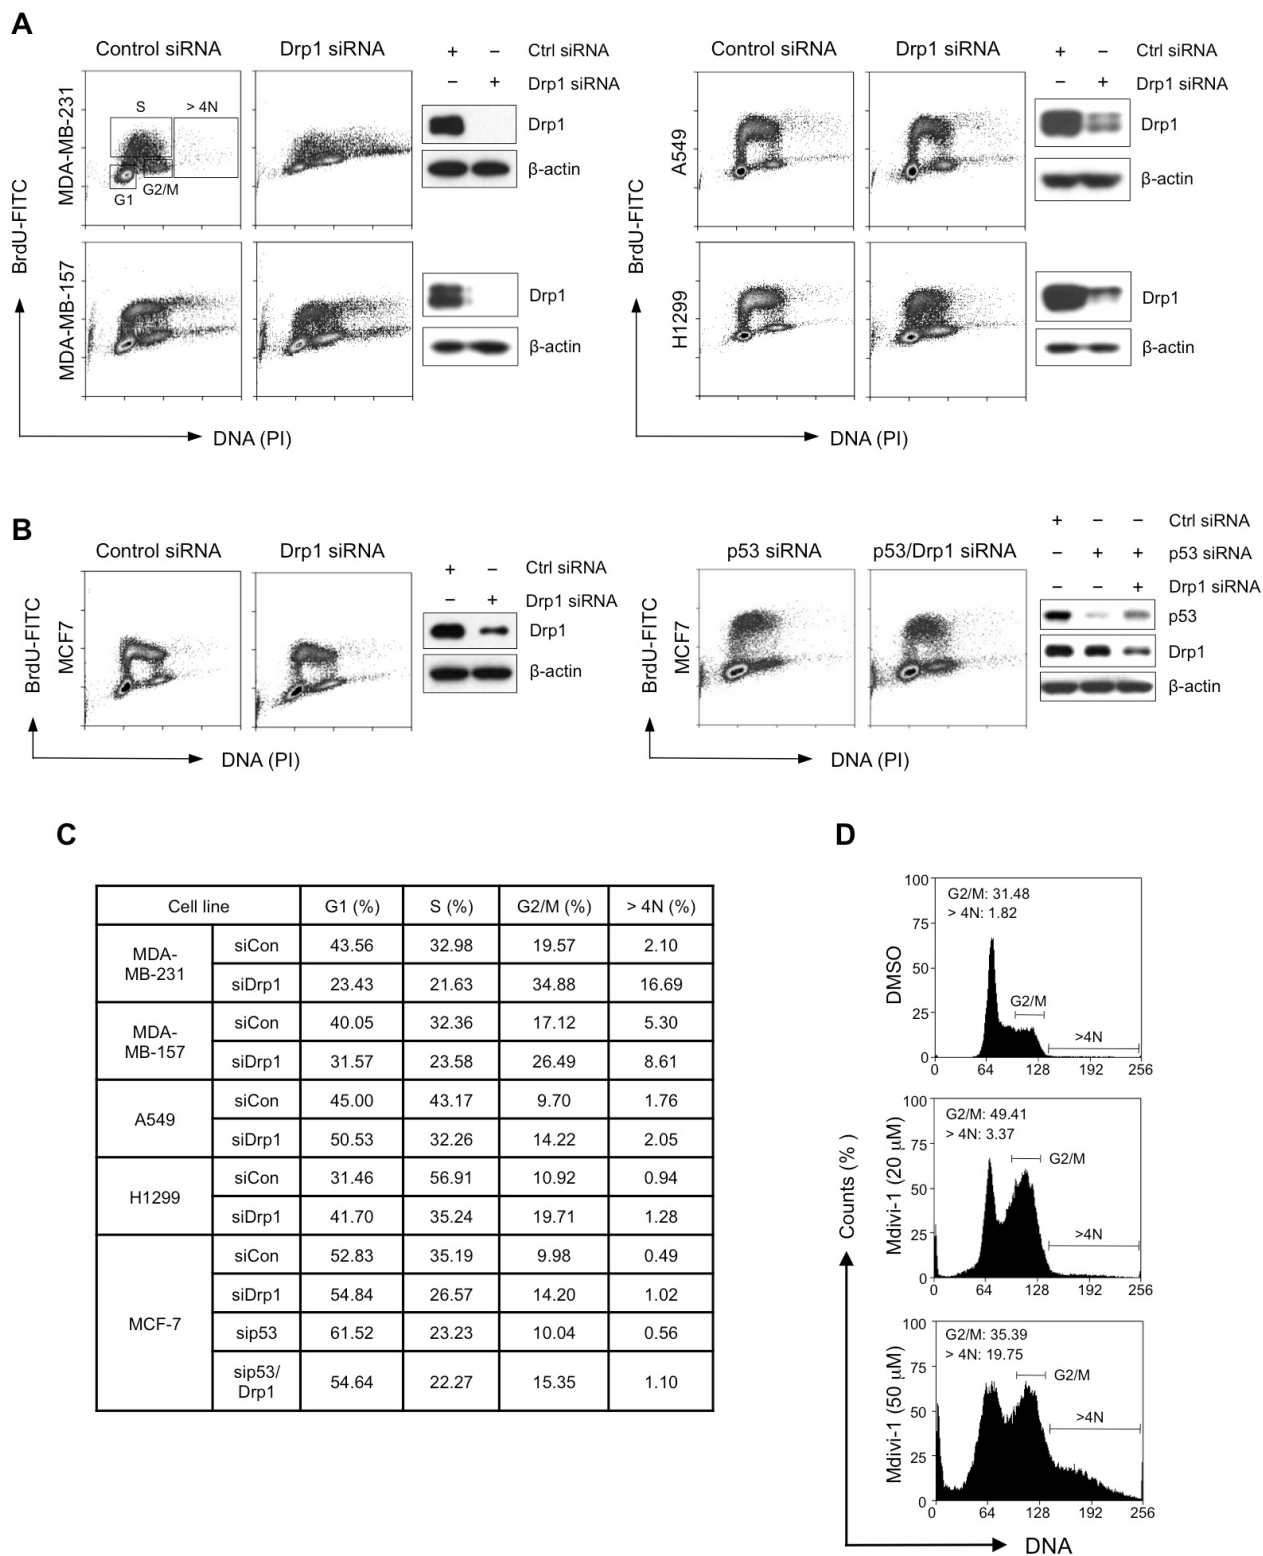 A
Control siRNA
Drp1 siRNA
+ – Ctrl siRNA
– + Drp1 siRNA
MDA-MB-231
S
> 4N
G1
G2/M
Drp1
β-actin
MDA-MB-157
Drp1
β-actin
BrdU-FITC
DNA (PI)
Control siRNA
Drp1 siRNA
+ – Ctrl siRNA
– + Drp1 siRNA
A549
Drp1
β-actin
H1299
Drp1
β-actin
BrdU-FITC
DNA (PI)
B
Control siRNA
Drp1 siRNA
+ – Ctrl siRNA
– + Drp1 siRNA
MCF7
Drp1
β-actin
BrdU-FITC
DNA (PI)
p53 siRNA
p53/Drp1 siRNA
+ – – Ctrl siRNA
– + + p53 siRNA
– – + Drp1 siRNA
MCF7
p53
Drp1
β-actin
BrdU-FITC
DNA (PI)
C
Cell line G1 (%) S (%) G2/M (%) > 4N (%)
MDA-
MB-231
siCon 43.56 32.98 19.57 2.10
siDrp1 23.43 21.63 34.88 16.69
MDA-
MB-157
siCon 40.05 32.36 17.12 5.30
siDrp1 31.57 23.58 26.49 8.61
A549
siCon 45.00 43.17 9.70 1.76
siDrp1 50.53 32.26 14.22 2.05
H1299
siCon 31.46 56.91 10.92 0.94
siDrp1 41.70 35.24 19.71 1.28
MCF-7
siCon 52.83 35.19 9.98 0.49
siDrp1 54.84 26.57 14.20 1.02
sip53 61.52 23.23 10.04 0.56
sip53/
Drp1
54.64 22.27 15.35 1.10
D
DMSO
100
75
50
25
0
G2/M: 31.48
> 4N: 1.82
G2/M
>4N
0 64 128 192 256
Mdivi-1 (20 μM)
100
75
50
25
0
G2/M: 49.41
> 4N: 3.37
G2/M
>4N
0 64 128 192 256
Mdivi-1 (50 μM)
100
75
50
25
0
G2/M: 35.39
> 4N: 19.75
G2/M
>4N
0 64 128 192 256
Counts (% )
DNA